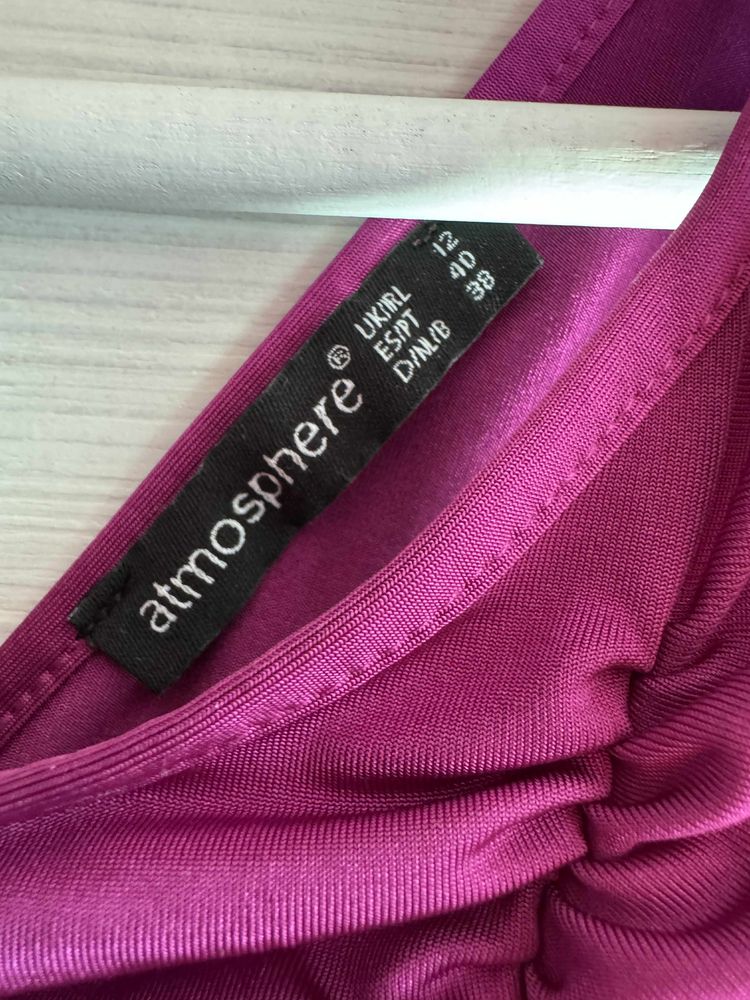 atmosphere®
UK/IRL 12
ES/PT 40
D/NL/B 38